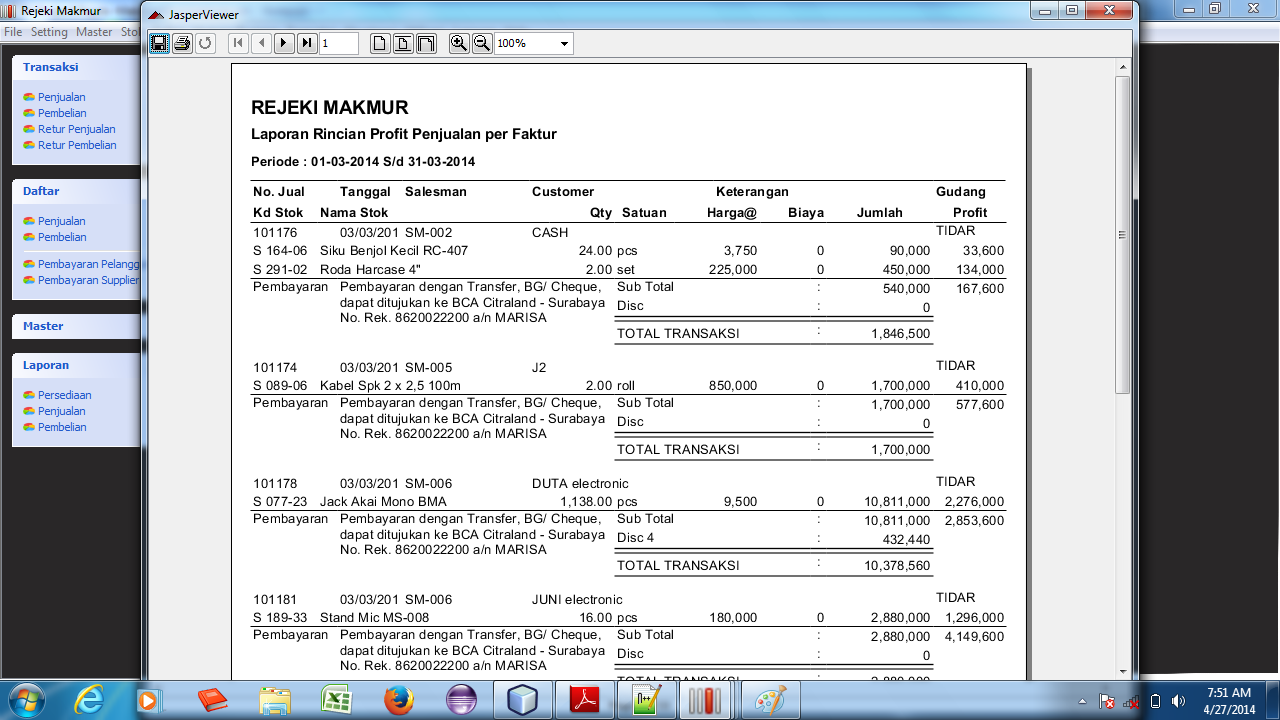 Rejeki Makmur
JasperViewer
File Setting Master Sto
1
100%
Transaksi
Penjualan
Pembelian
Retur Penjualan
Retur Pembelian
Daftar
Penjualan
Pembelian
Pembayaran Pelangg
Pembayaran Supplier
Master
Laporan
Persediaan
Penjualan
Pembelian
REJEKI MAKMUR
Laporan Rincian Profit Penjualan per Faktur
Periode : 01-03-2014 S/d 31-03-2014
No. Jual Tanggal Salesman Customer Keterangan Gudang
Kd Stok Nama Stok Qty Satuan Harga@ Biaya Jumlah Profit
101176 03/03/201 SM-002 CASH TIDAR
S 164-06 Siku Benjol Kecil RC-407 24.00 pcs 3,750 0 90,000 33,600
S 291-02 Roda Harcase 4" 2.00 set 225,000 0 450,000 134,000
Pembayaran Pembayaran dengan Transfer, BG/ Cheque, Sub Total : 540,000 167,600
dapat ditujukan ke BCA Citraland - Surabaya Disc : 0
No. Rek. 8620022200 a/n MARISA
TOTAL TRANSAKSI : 1,846,500
101174 03/03/201 SM-005 J2 TIDAR
S 089-06 Kabel Spk 2 x 2,5 100m 2.00 roll 850,000 0 1,700,000 410,000
Pembayaran Pembayaran dengan Transfer, BG/ Cheque, Sub Total : 1,700,000 577,600
dapat ditujukan ke BCA Citraland - Surabaya Disc : 0
No. Rek. 8620022200 a/n MARISA
TOTAL TRANSAKSI : 1,700,000
101178 03/03/201 SM-006 DUTA electronic TIDAR
S 077-23 Jack Akai Mono BMA 1,138.00 pcs 9,500 0 10,811,000 2,276,000
Pembayaran Pembayaran dengan Transfer, BG/ Cheque, Sub Total : 10,811,000 2,853,600
dapat ditujukan ke BCA Citraland - Surabaya Disc 4 : 432,440
No. Rek. 8620022200 a/n MARISA
TOTAL TRANSAKSI : 10,378,560
101181 03/03/201 SM-006 JUNI electronic TIDAR
S 189-33 Stand Mic MS-008 16.00 pcs 180,000 0 2,880,000 1,296,000
Pembayaran Pembayaran dengan Transfer, BG/ Cheque, Sub Total : 2,880,000 4,149,600
dapat ditujukan ke BCA Citraland - Surabaya Disc : 0
No. Rek. 8620022200 a/n MARISA
TOTAL TRANSAKSI : 2,880,000
7:51 AM
4/27/2014